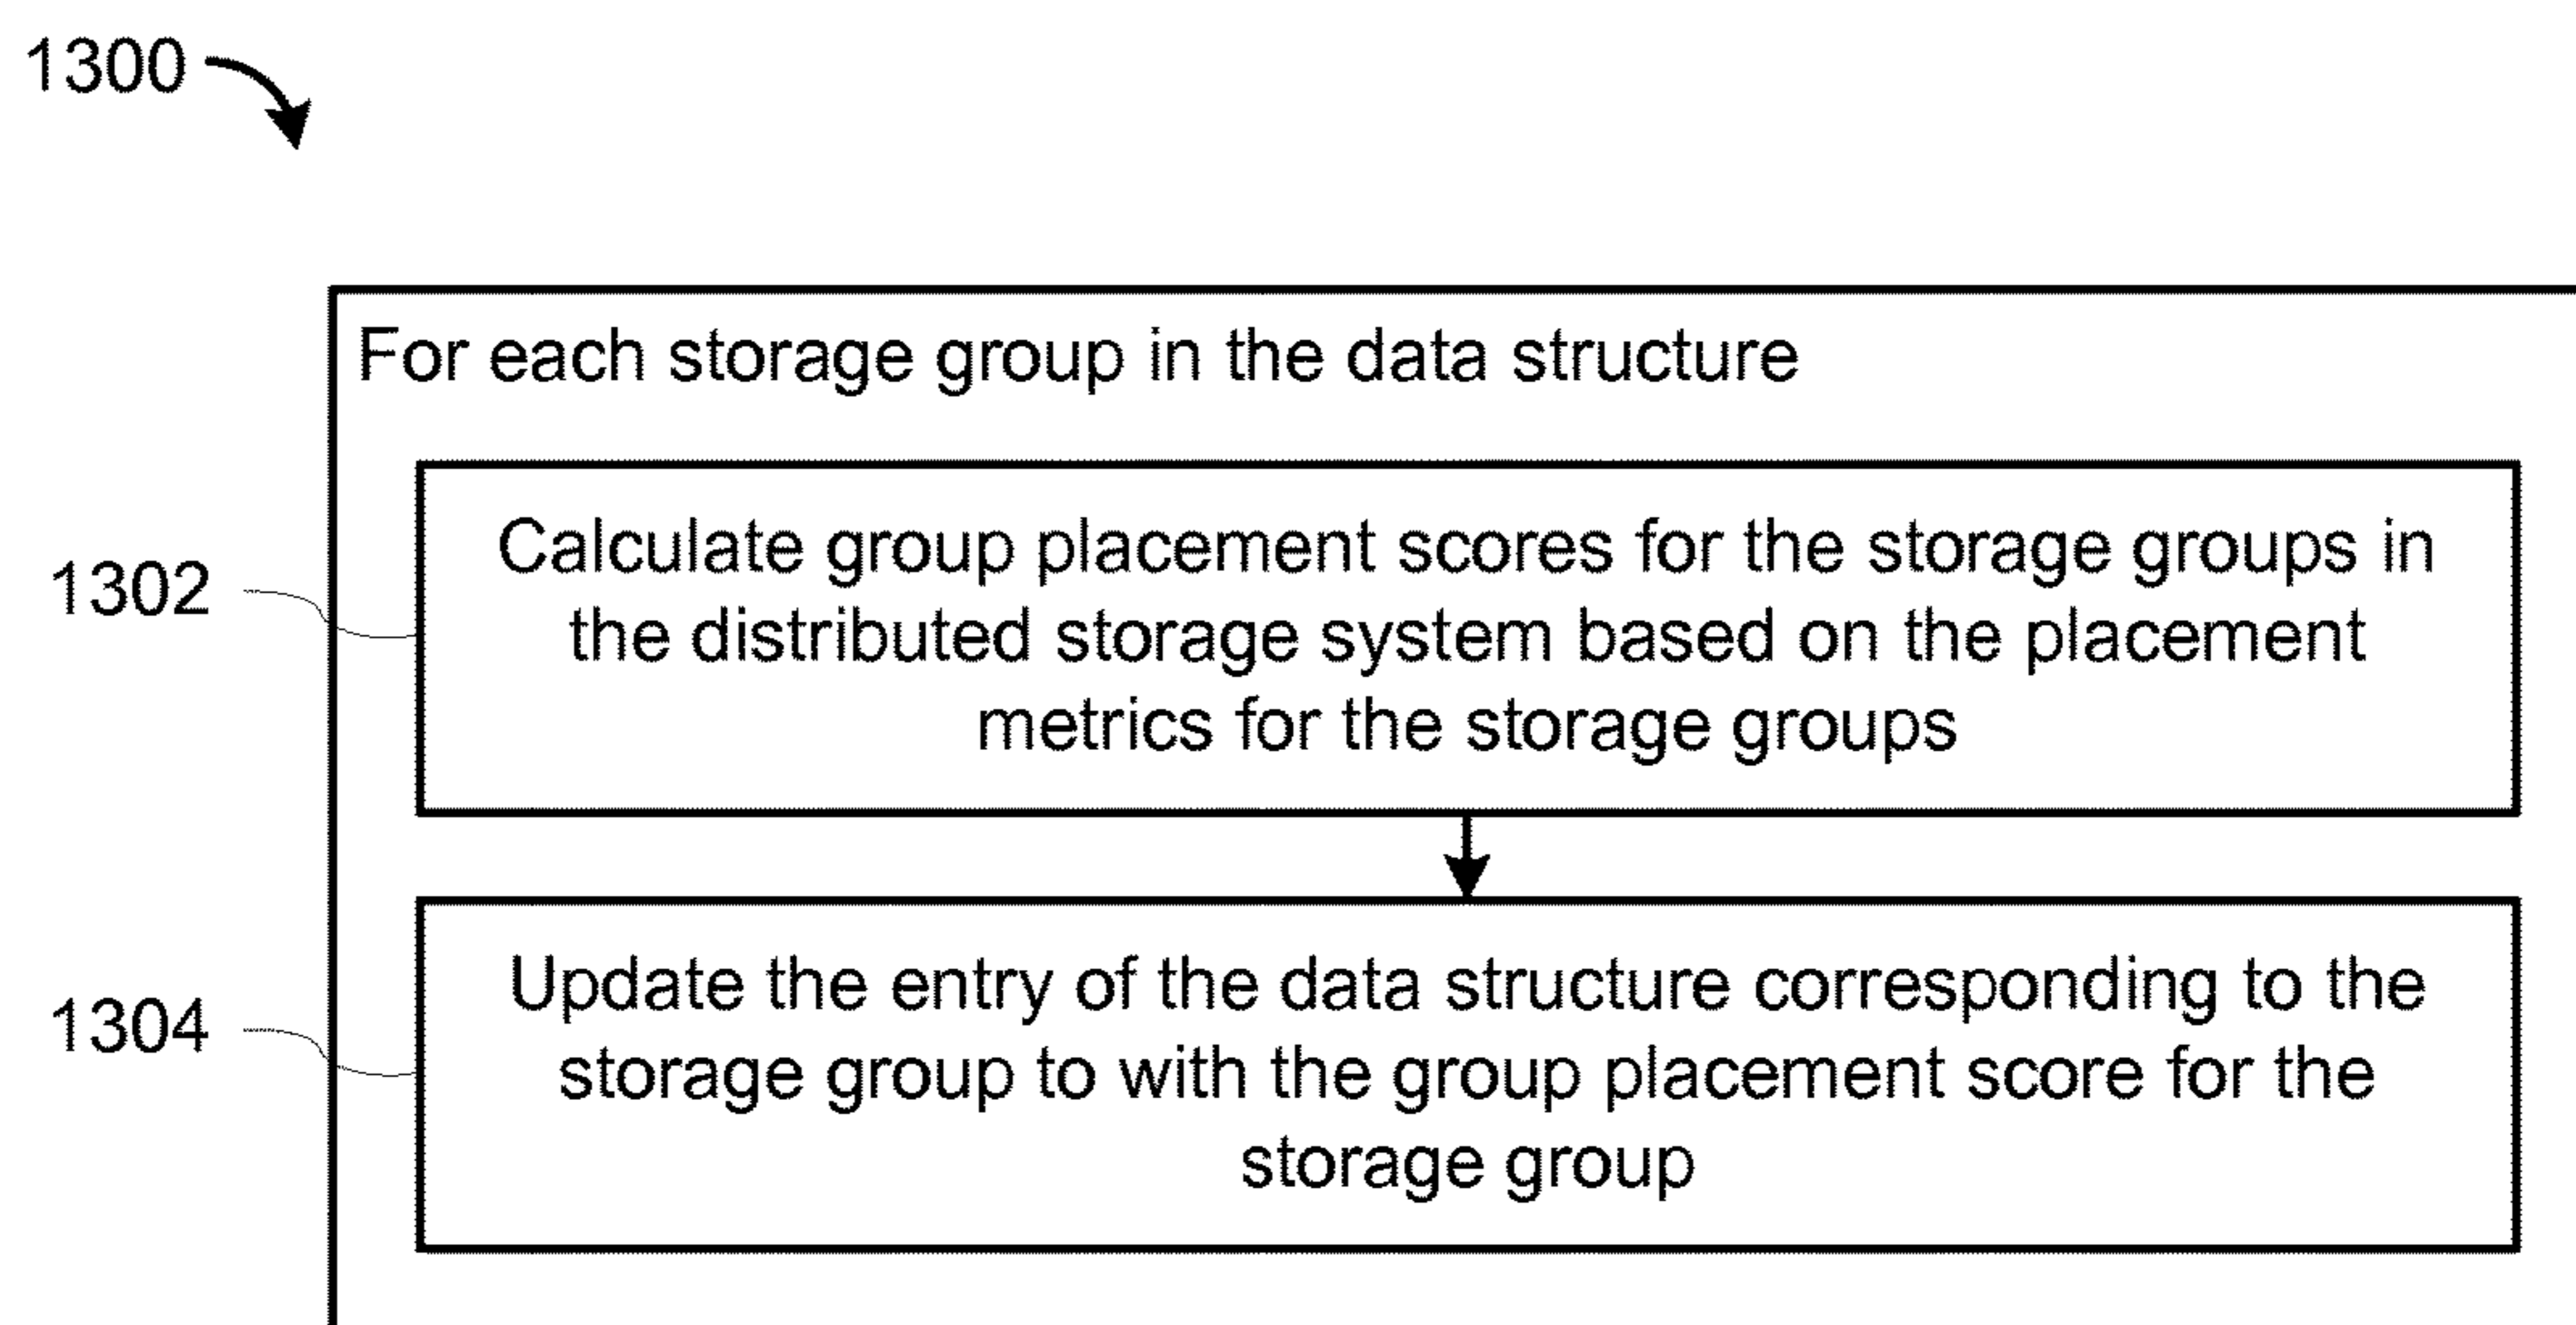 1300
For each storage group in the data structure
1302
Calculate group placement scores for the storage groups in
the distributed storage system based on the placement
metrics for the storage groups
1304
Update the entry of the data structure corresponding to the
storage group to with the group placement score for the
storage group